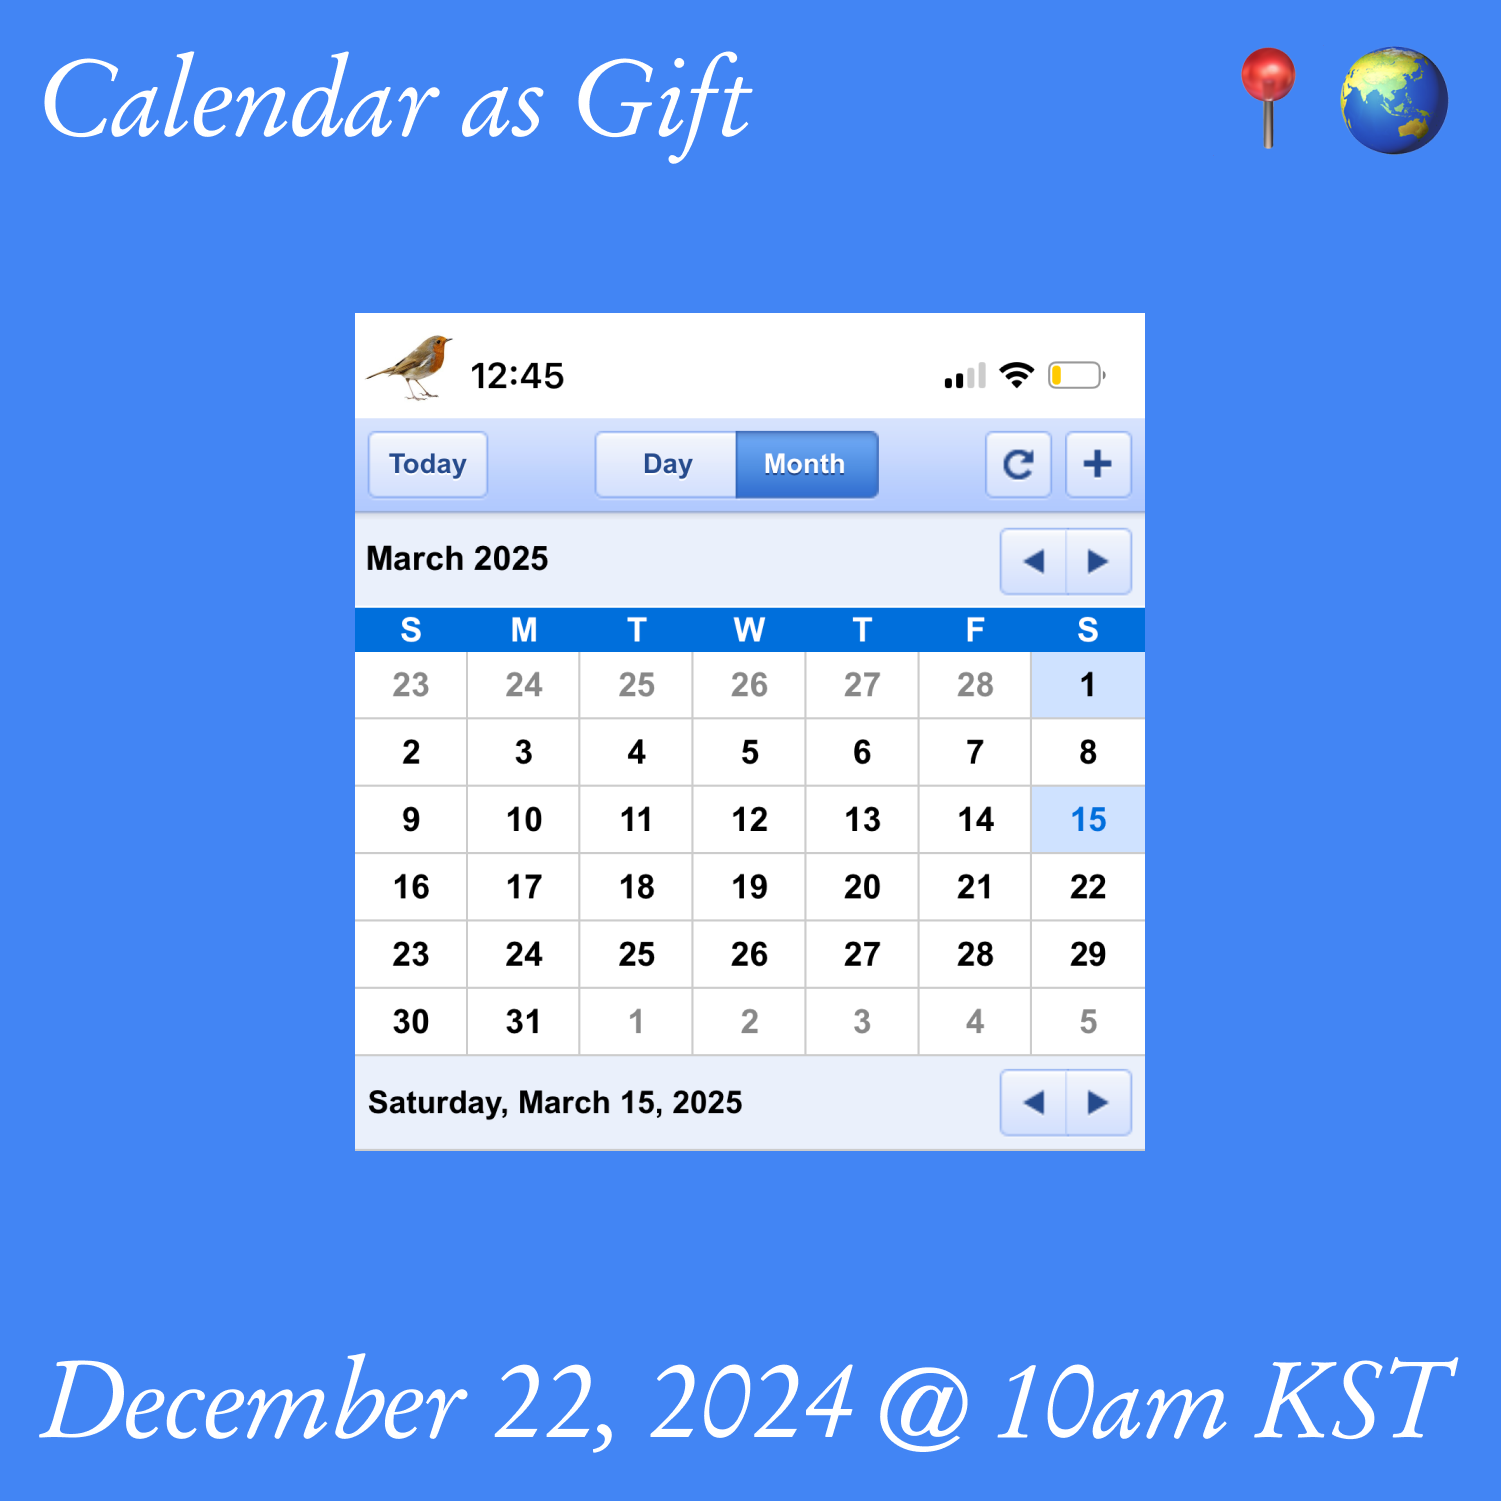 Calendar as Gift
12:45
Today Day Month
March 2025
S M T W T F S
23 24 25 26 27 28 1
2 3 4 5 6 7 8
9 10 11 12 13 14 15
16 17 18 19 20 21 22
23 24 25 26 27 28 29
30 31 1 2 3 4 5
Saturday, March 15, 2025
December 22, 2024 @ 10am KST